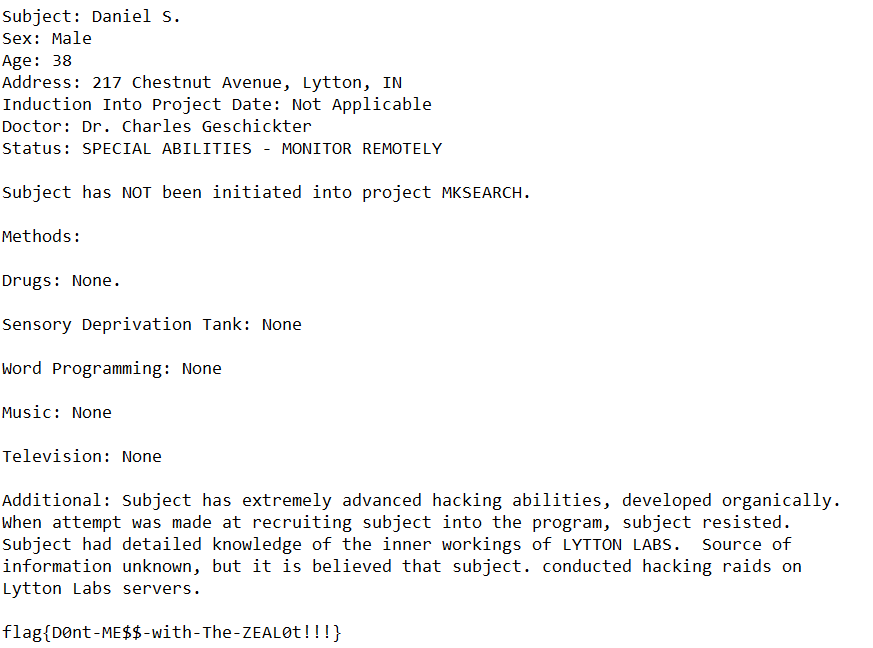 Subject: Daniel S.
Sex: Male
Age: 38
Address: 217 Chestnut Avenue, Lytton, IN
Induction Into Project Date: Not Applicable
Doctor: Dr. Charles Geschickter
Status: SPECIAL ABILITIES - MONITOR REMOTELY
Subject has NOT been initiated into project MKSEARCH.
Methods:
Drugs: None.
Sensory Deprivation Tank: None
Word Programming: None
Music: None
Television: None
Additional: Subject has extremely advanced hacking abilities, developed organically.
When attempt was made at recruiting subject into the program, subject resisted.
Subject had detailed knowledge of the inner workings of LYTTON LABS.  Source of
information unknown, but it is believed that subject. conducted hacking raids on
Lytton Labs servers.
flag{D0nt-ME$$-with-The-ZEAL0t!!!}